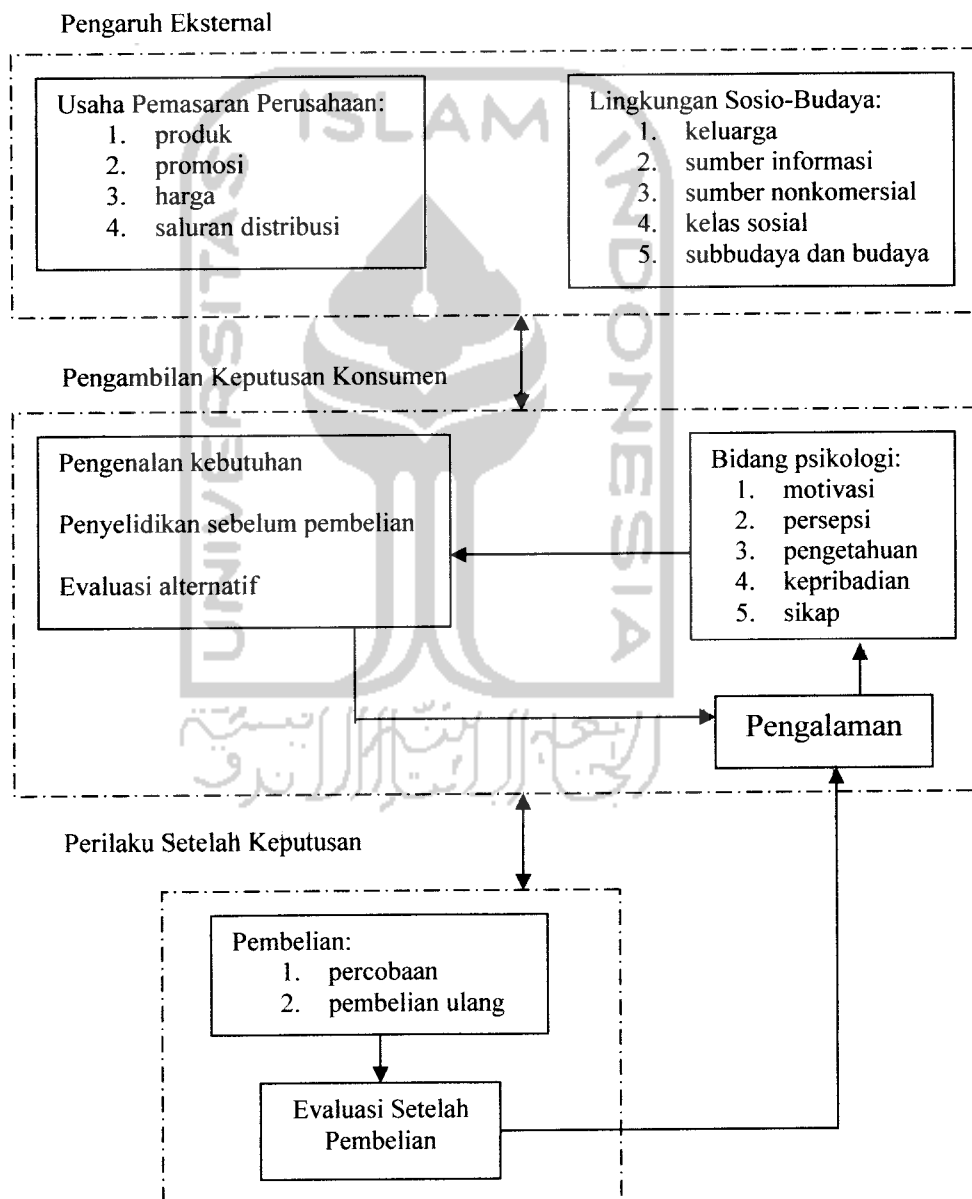 Pengaruh Eksternal
Usaha Pemasaran Perusahaan:
1. produk
2. promosi
3. harga
4. saluran distribusi
Lingkungan Sosio-Budaya:
1. keluarga
2. sumber informasi
3. sumber nonkomersial
4. kelas sosial
5. subbudaya dan budaya
Pengambilan Keputusan Konsumen
Pengenalan kebutuhan
Penyelidikan sebelum pembelian
Evaluasi alternatif
Bidang psikologi:
1. motivasi
2. persepsi
3. pengetahuan
4. kepribadian
5. sikap
Pengalaman
Perilaku Setelah Keputusan
Pembelian:
1. percobaan
2. pembelian ulang
Evaluasi Setelah
Pembelian
UNIVERSITAS
ISLAM
INDONESIA